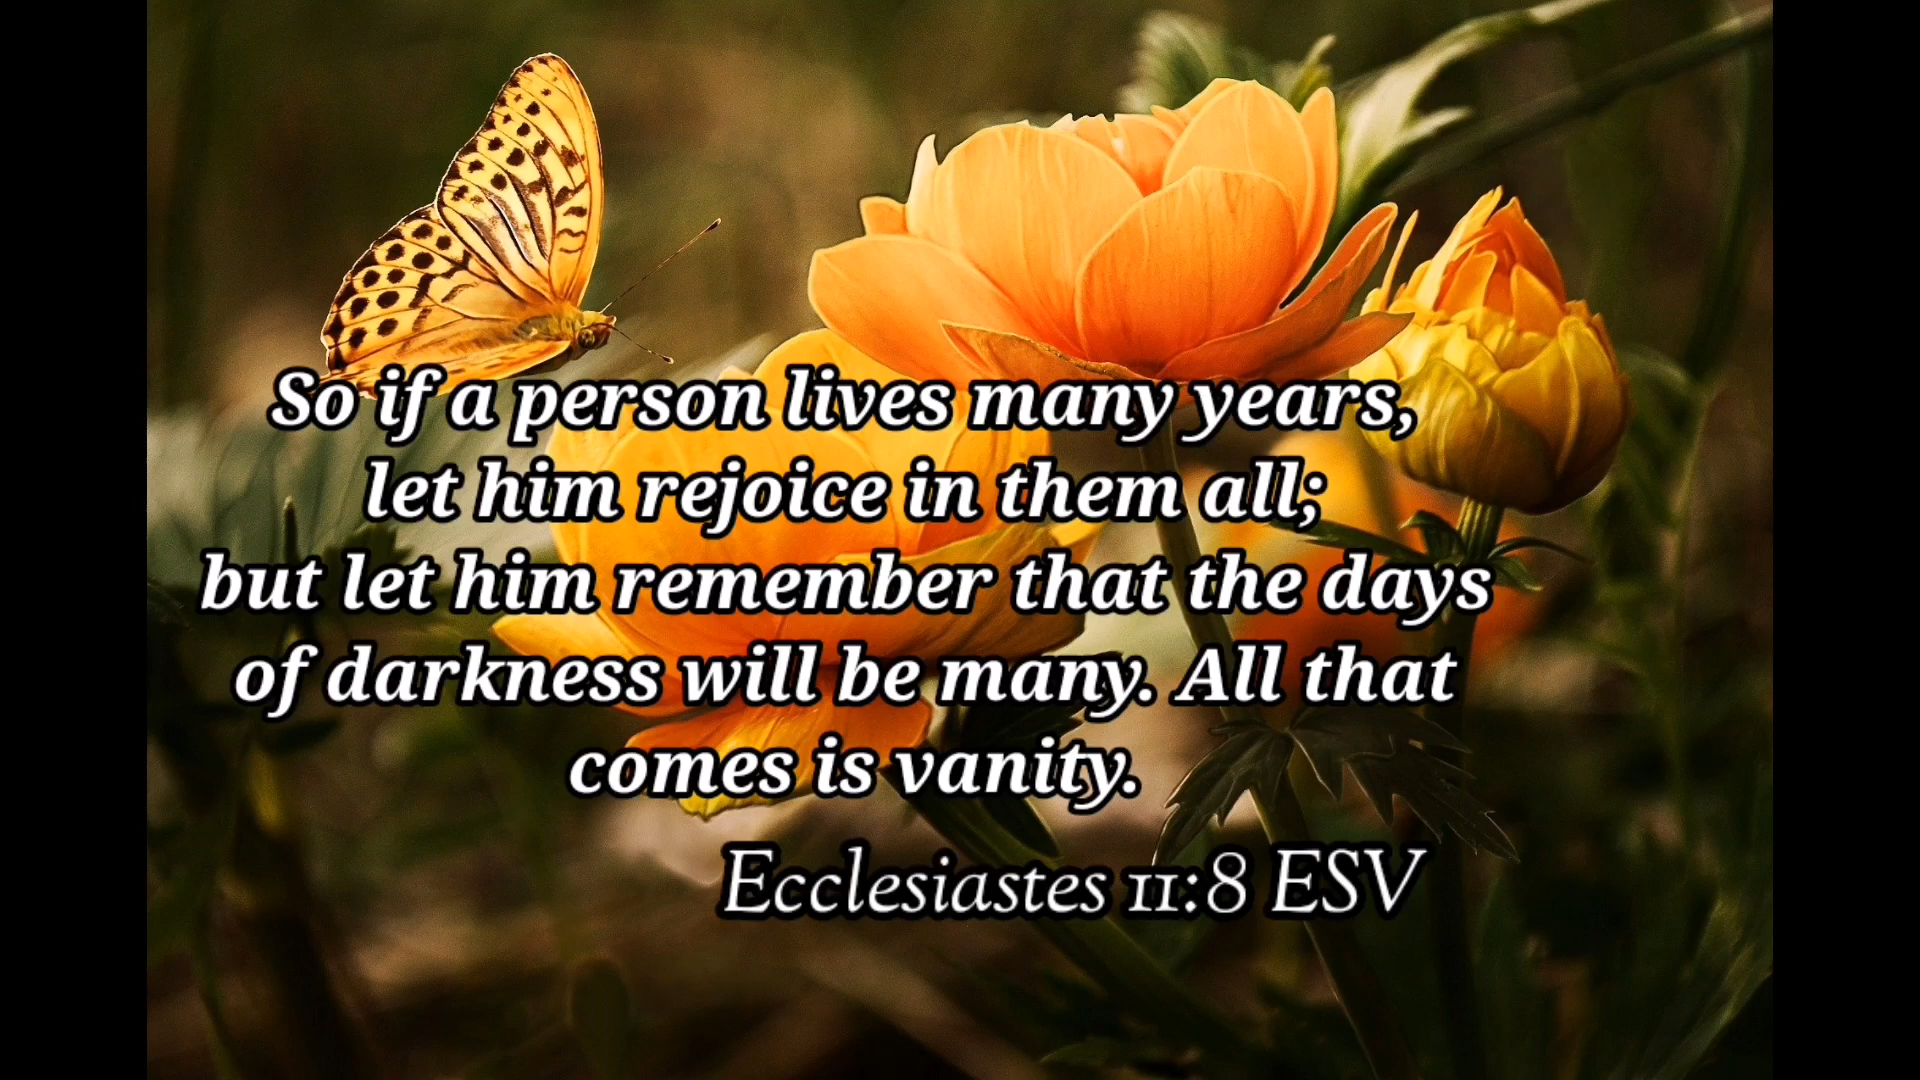 So if a person lives many years,
let him rejoice in them all;
but let him remember that the days
of darkness will be many. All that
comes is vanity.
Ecclesiastes 11:8 ESV